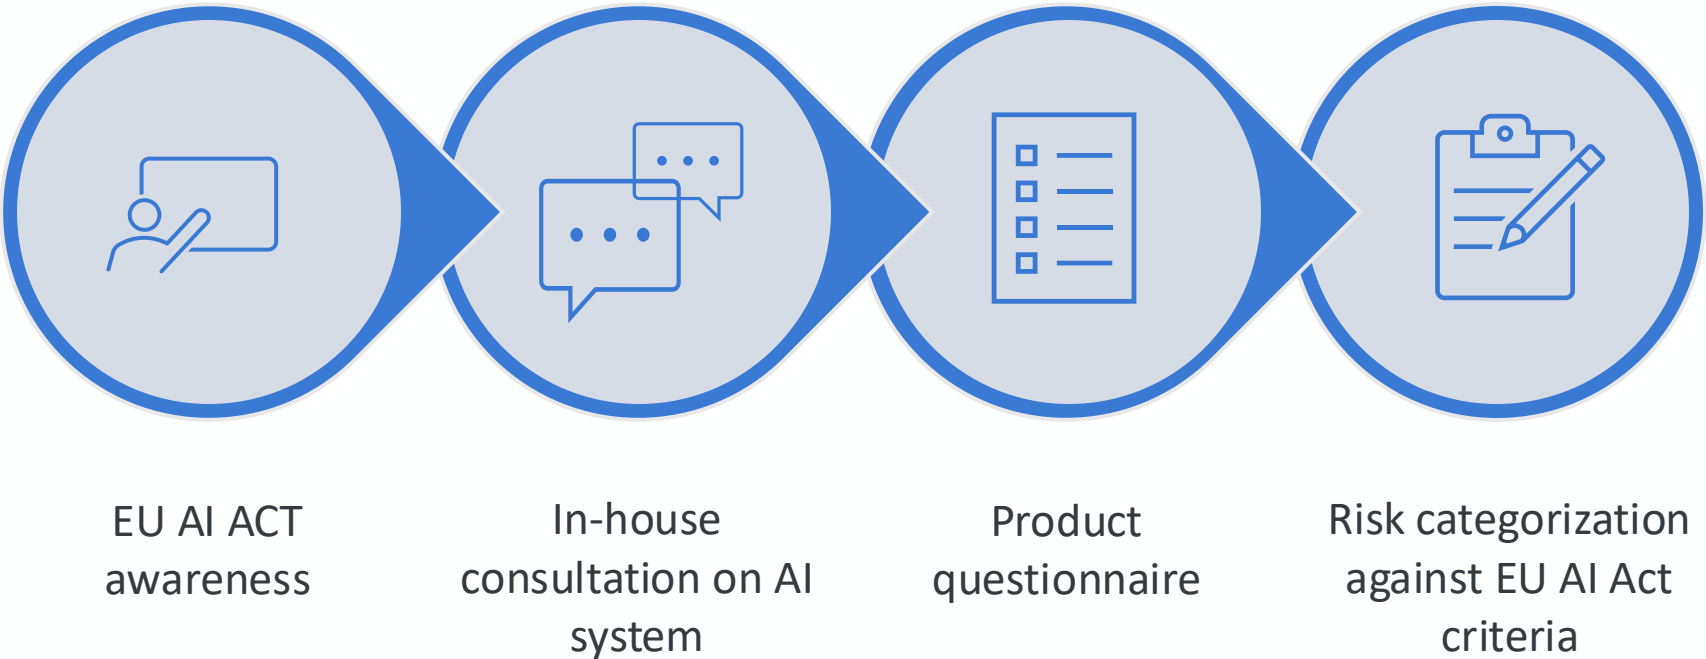 EU AI ACT
awareness
In-house
consultation on AI
system
Product
questionnaire
Risk categorization
against EU AI Act
criteria